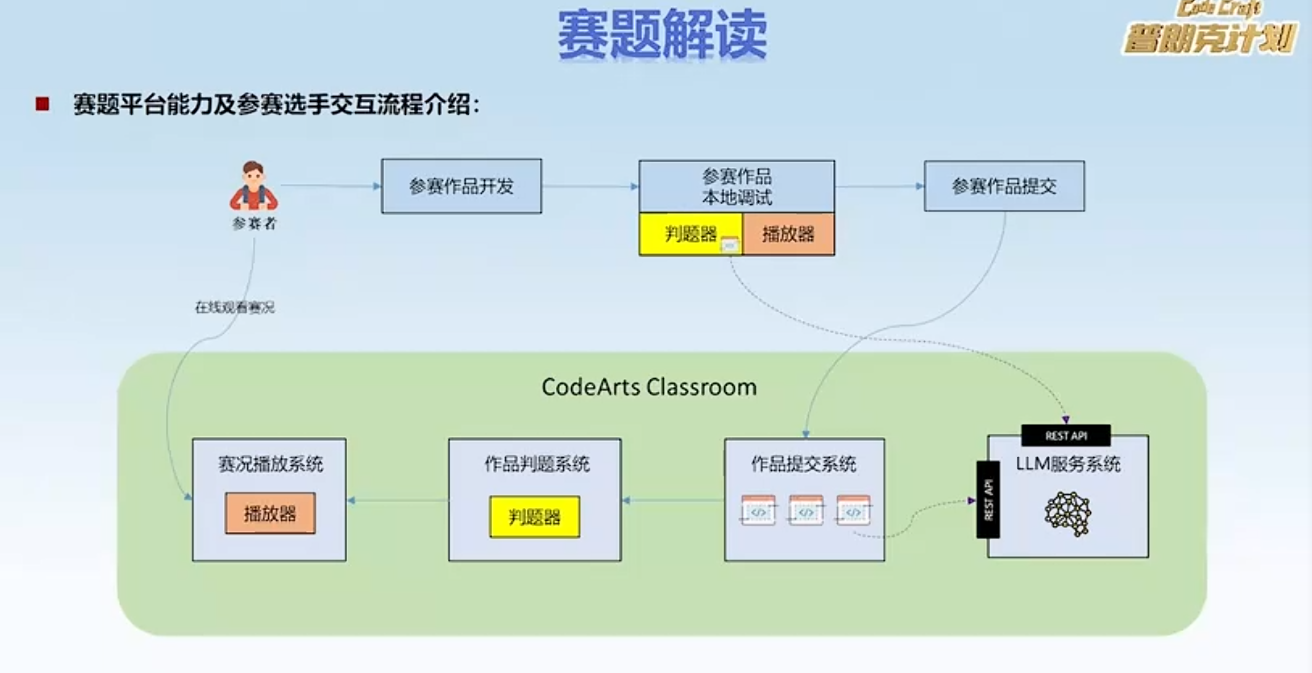 Code Craft
普朗克计划
赛题解读
赛题平台能力及参赛选手交互流程介绍：
参赛者
参赛作品开发
参赛作品
本地调试
判题器
播放器
参赛作品提交
在线观看赛况
CodeArts Classroom
赛况播放系统
播放器
作品判题系统
判题器
作品提交系统
</>
</>
</>
REST API
REST API
LLM服务系统